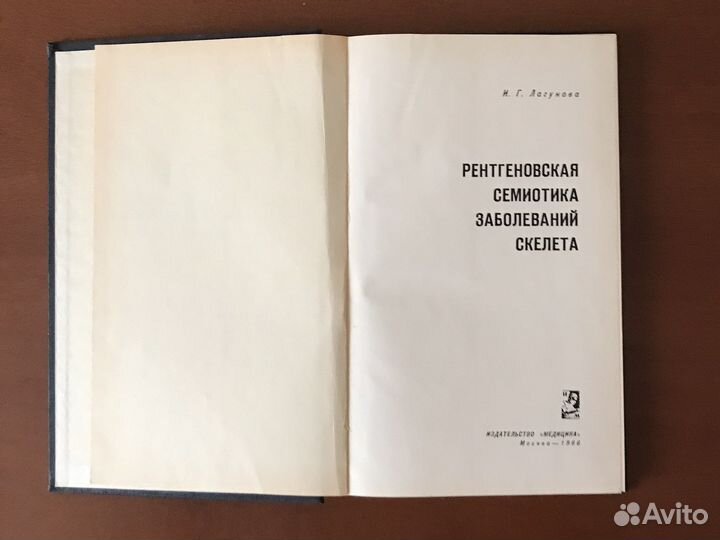 И. Г. Лагунова
РЕНТГЕНОВСКАЯ
СЕМИОТИКА
ЗАБОЛЕВАНИЙ
СКЕЛЕТА
ИЗДАТЕЛЬСТВО «МЕДИЦИНА»
Москва — 1966
Avito